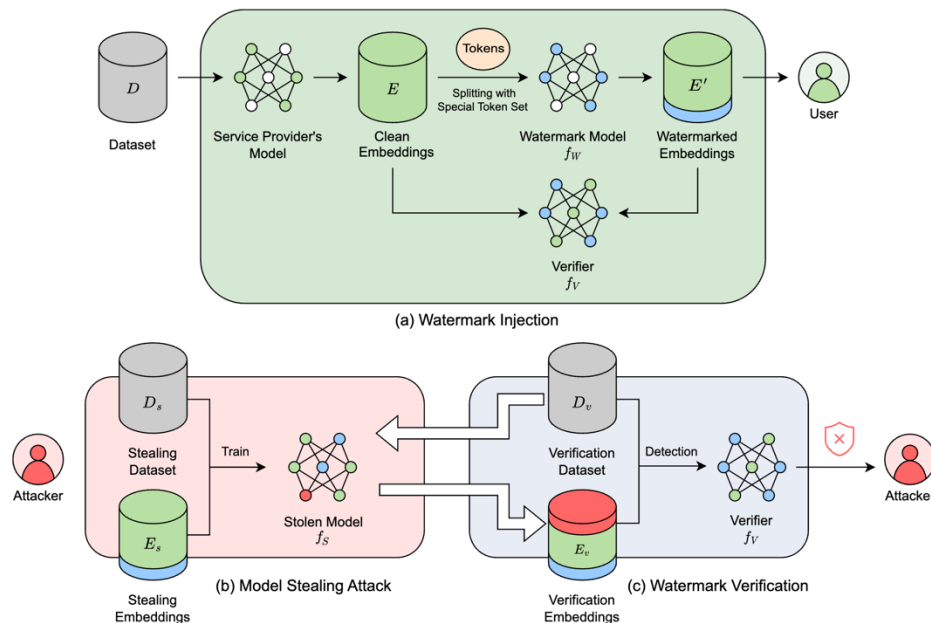 D
Dataset
Service Provider's
Model
E
Clean
Embeddings
Tokens
Splitting with
Special Token Set
Watermark Model
f_W
E'
Watermarked
Embeddings
User
Verifier
f_V
(a) Watermark Injection
Attacker
D_s
Stealing
Dataset
E_s
Stealing
Embeddings
Train
Stolen Model
f_S
(b) Model Stealing Attack
D_v
Verification
Dataset
E_v
Verification
Embeddings
Detection
Verifier
f_V
(c) Watermark Verification
Attacke